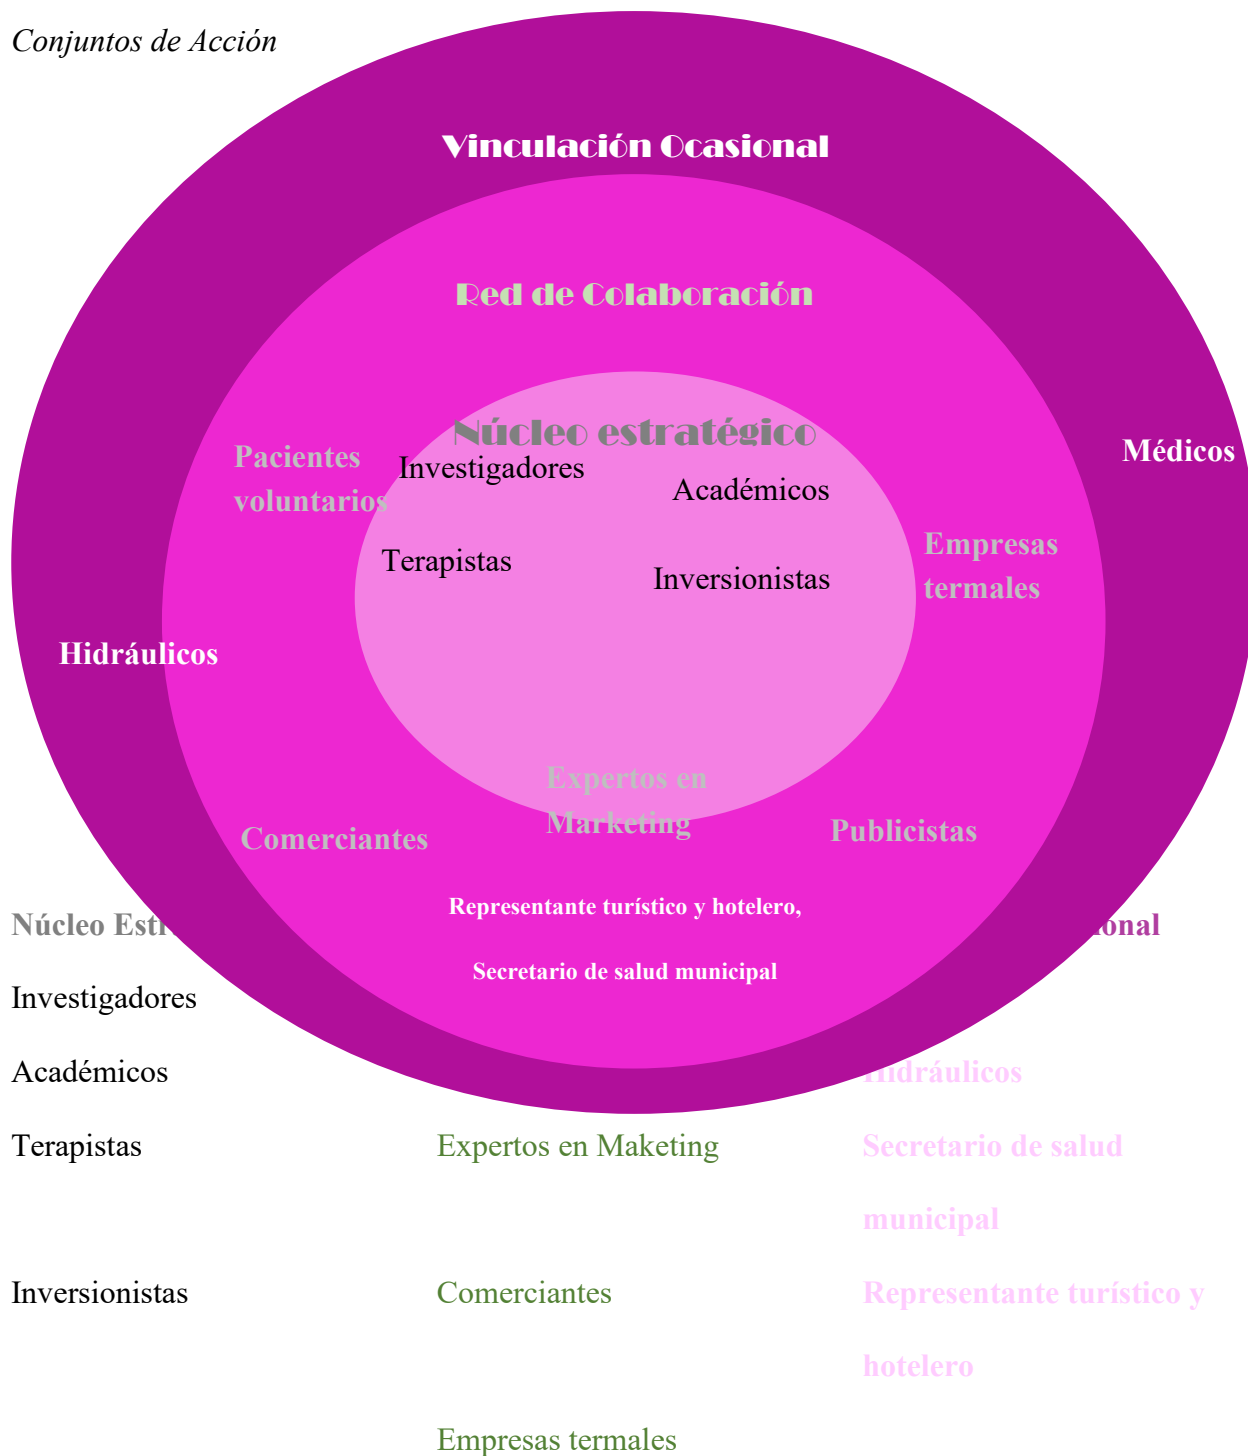 Conjuntos de Acción
Vinculación Ocasional
Red de Colaboración
Núcleo estratégico
Pacientes
voluntarios
Investigadores
Académicos
Médicos
Terapistas
Inversionistas
Empresas
termales
Hidráulicos
Expertos en
Marketing
Comerciantes
Publicistas
Representante turístico y hotelero,
Secretario de salud municipal
Núcleo
Investigadores
Académicos
Hidráulicos
Terapistas
Expertos en Maketing
Secretario de salud
municipal
Inversionistas
Comerciantes
Representante turístico y
hotelero
Empresas termales